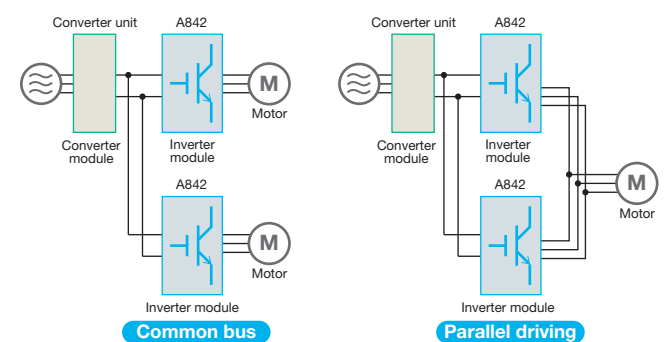 Converter unit
A842
M
Motor
Converter
module
Inverter
module
A842
M
Motor
Inverter module
Common bus
Converter unit
A842
Converter
module
Inverter
module
A842
M
Motor
Inverter module
Parallel driving